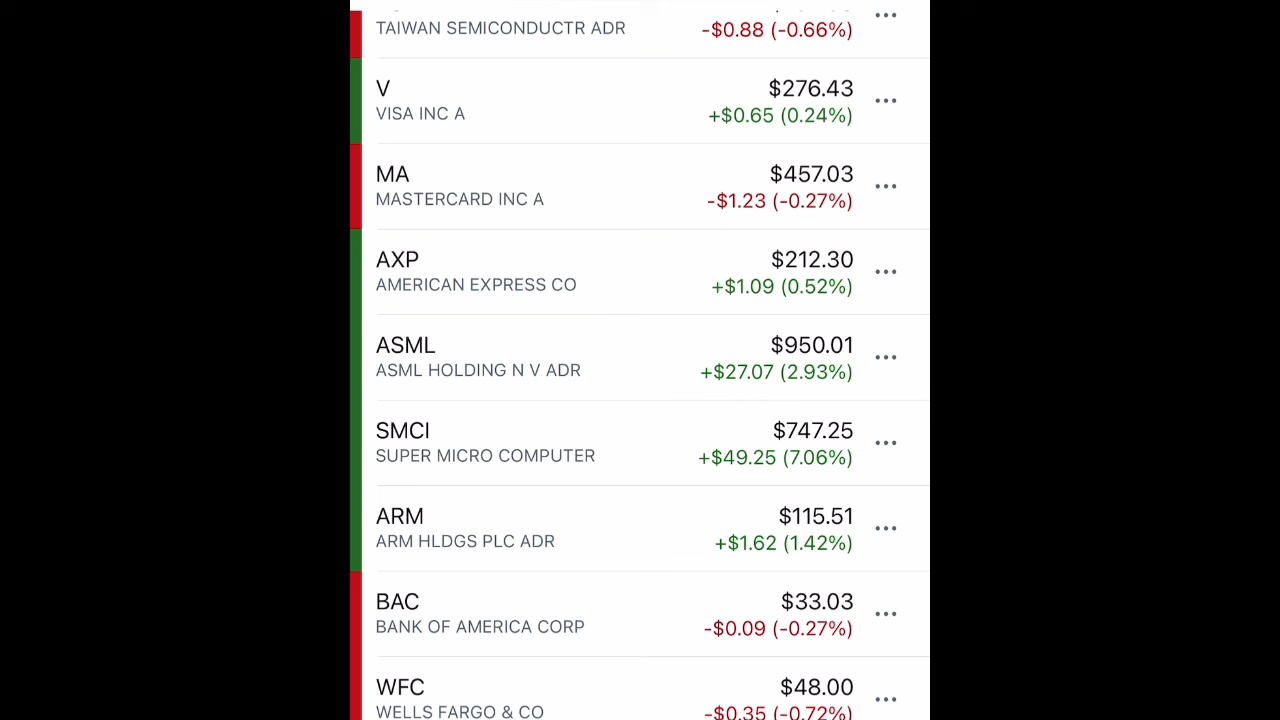 TAIWAN SEMICONDUCTR ADR
-$0.88 (-0.66%)
V
$276.43
VISA INC A
+$0.65 (0.24%)
MA
$457.03
MASTERCARD INC A
-$1.23 (-0.27%)
AXP
$212.30
AMERICAN EXPRESS CO
+$1.09 (0.52%)
ASML
$950.01
ASML HOLDING N V ADR
+$27.07 (2.93%)
SMCI
$747.25
SUPER MICRO COMPUTER
+$49.25 (7.06%)
ARM
$115.51
ARM HLDGS PLC ADR
+$1.62 (1.42%)
BAC
$33.03
BANK OF AMERICA CORP
-$0.09 (-0.27%)
WFC
$48.00
WELLS FARGO & CO
-$0.35 (-0.72%)